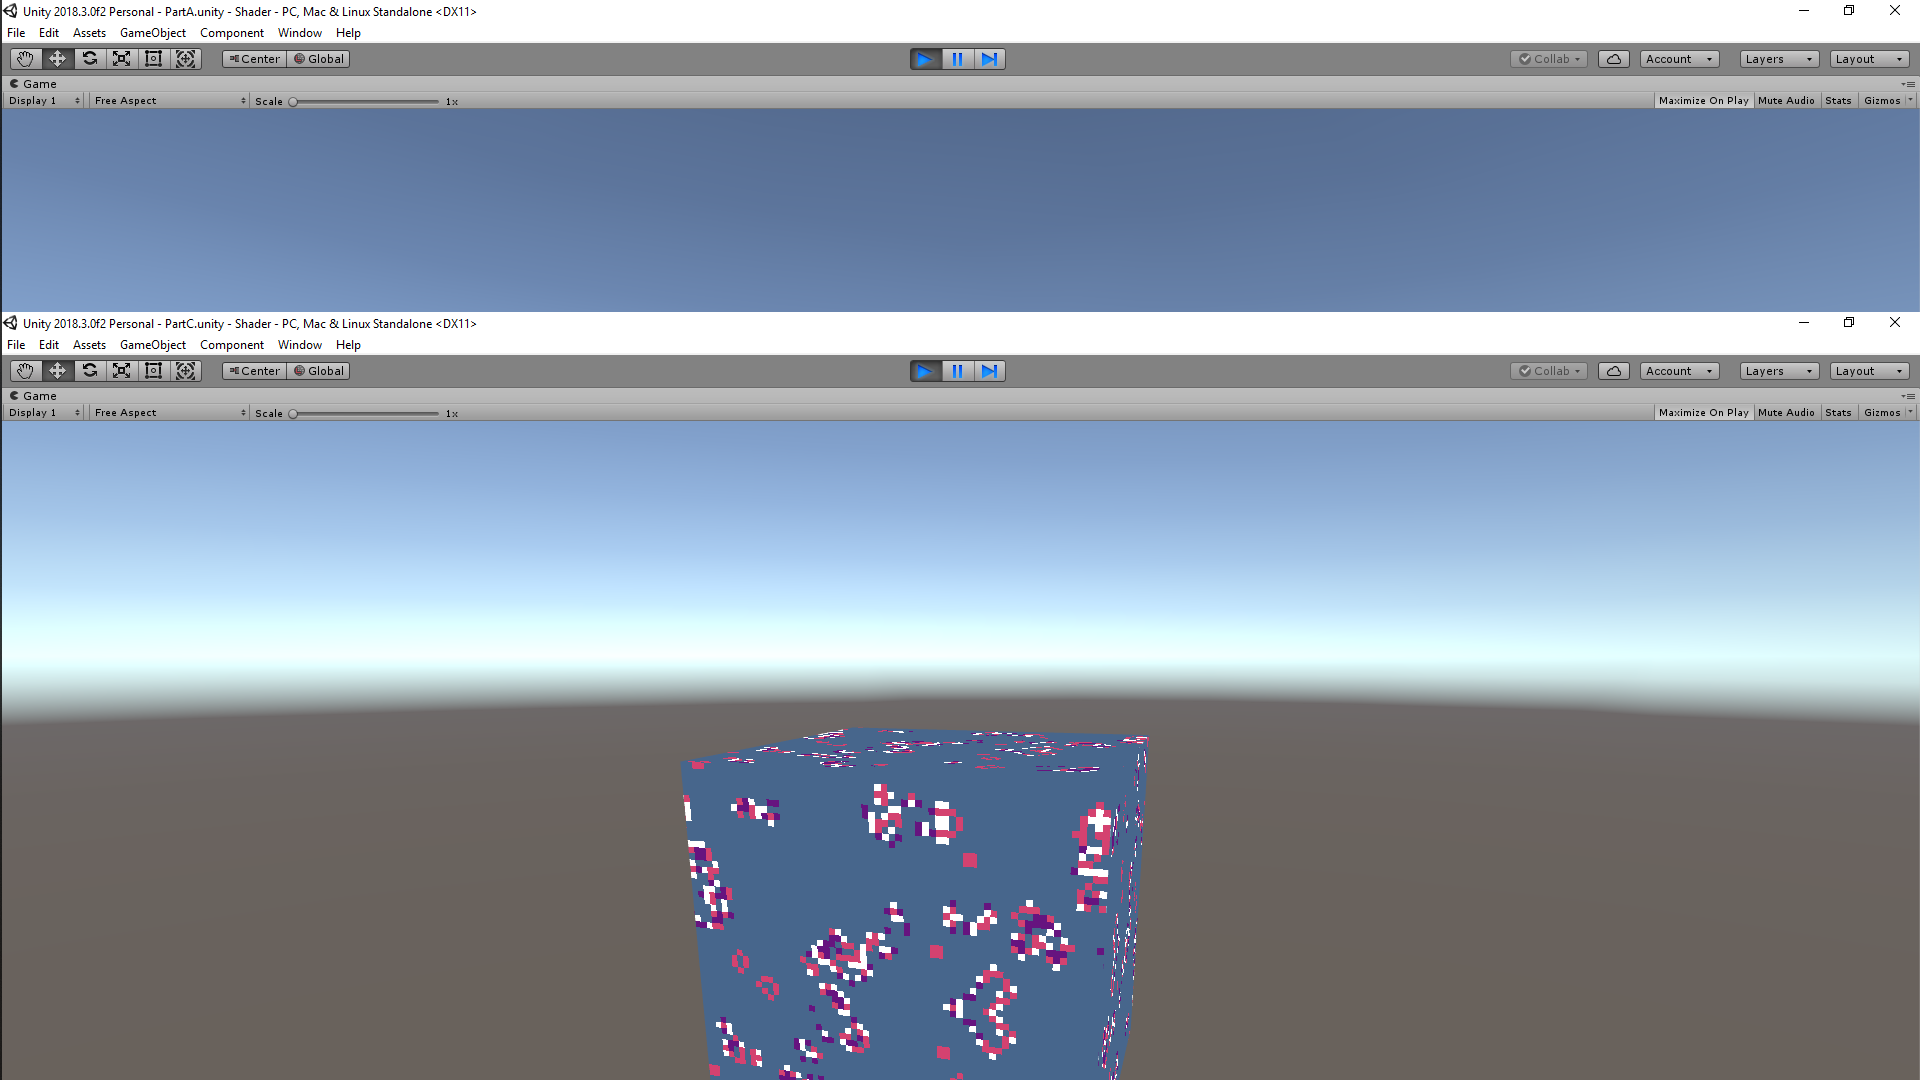 Unity 2018.3.0f2 Personal - PartA.unity - Shader - PC, Mac & Linux Standalone <DX11>
File Edit Assets GameObject Component Window Help
Center Global Collab Account Layers Layout
Game
Display 1 Free Aspect Scale 1x Maximize On Play Mute Audio Stats Gizmos
Unity 2018.3.0f2 Personal - PartC.unity - Shader - PC, Mac & Linux Standalone <DX11>
File Edit Assets GameObject Component Window Help
Center Global Collab Account Layers Layout
Game
Display 1 Free Aspect Scale 1x Maximize On Play Mute Audio Stats Gizmos